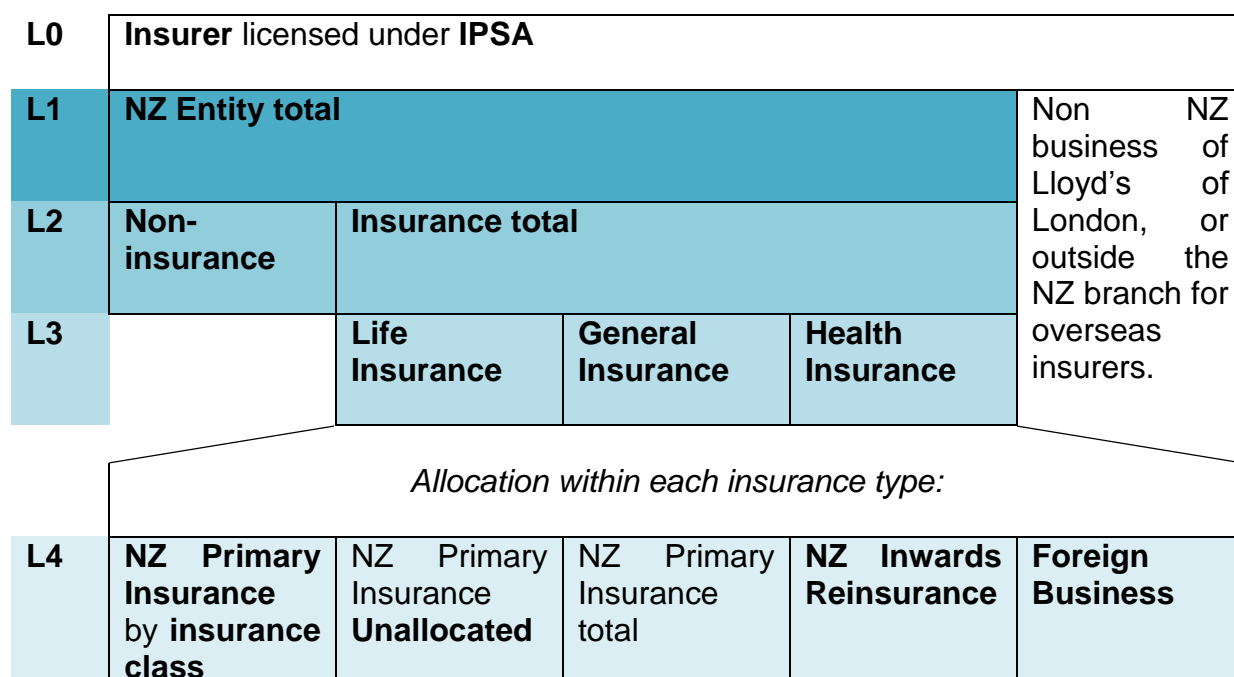 L0 Insurer licensed under IPSA
L1 NZ Entity total
Non NZ
business of
Lloyd's of
London, or
outside the
NZ branch for
overseas
insurers.
L2 Non-
insurance
Insurance total
L3 Life
Insurance
General
Insurance
Health
Insurance
Allocation within each insurance type:
L4 NZ Primary
Insurance
by insurance
class
NZ Primary
Insurance
Unallocated
NZ Primary
Insurance
total
NZ Inwards
Reinsurance
Foreign
Business